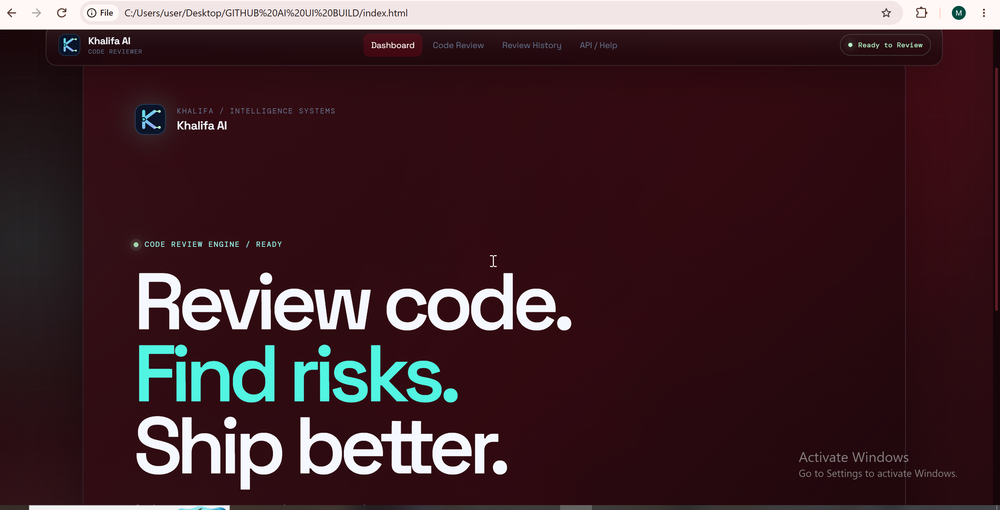 File
C:/Users/user/Desktop/GITHUB%20AI%20UI%20BUILD/index.html
M
Khalifa AI
CODE REVIEWER
Dashboard
Code Review
Review History
API / Help
Ready to Review
KHALIFA / INTELLIGENCE SYSTEMS
Khalifa AI
CODE REVIEW ENGINE / READY
Review code.
Find risks.
Ship better.
Activate Windows
Go to Settings to activate Windows.